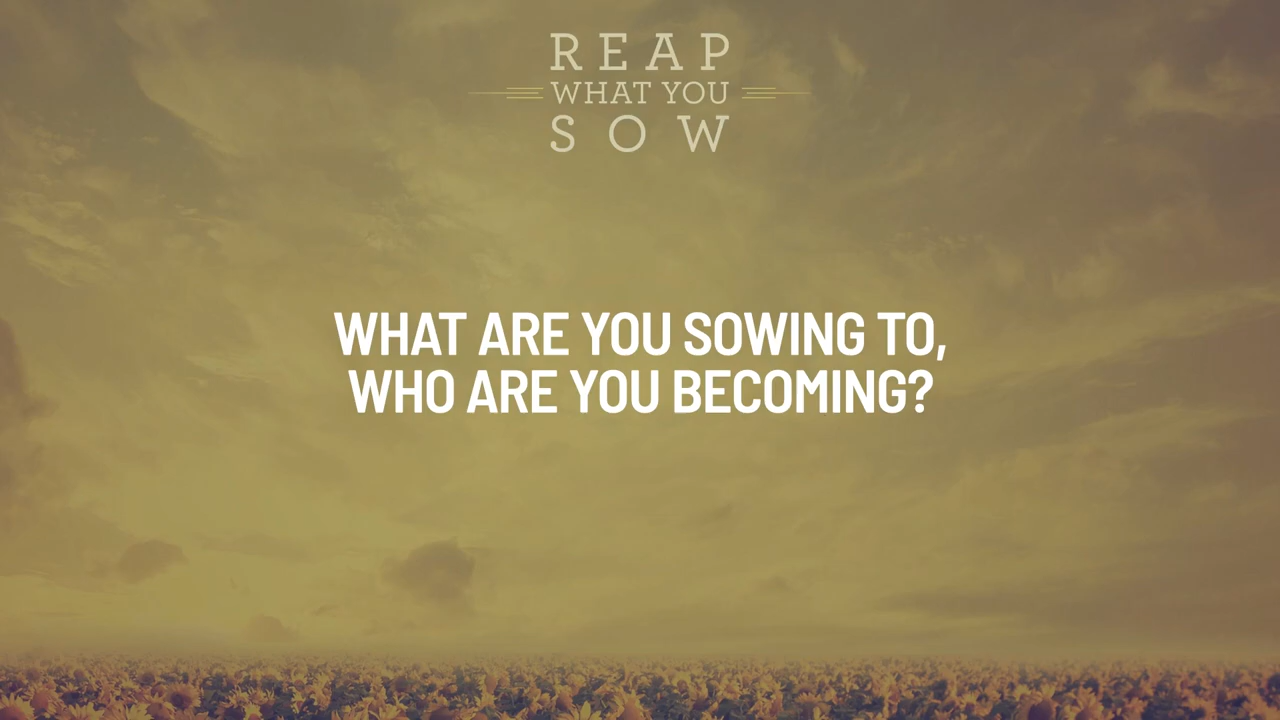 REAP
WHAT YOU
SOW
WHAT ARE YOU SOWING TO,
WHO ARE YOU BECOMING?